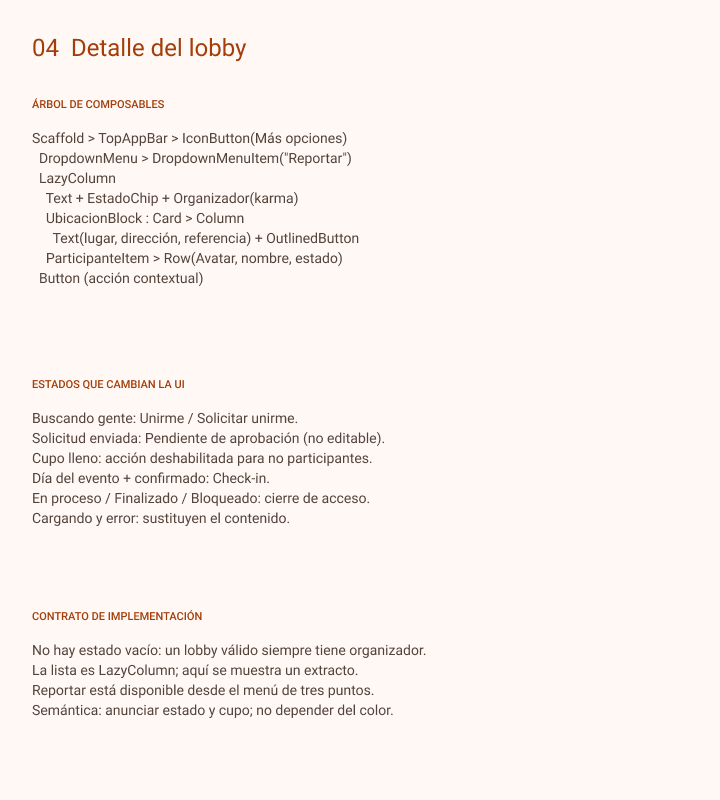 04 Detalle del lobby
ÁRBOL DE COMPOSABLES
Scaffold > TopAppBar > IconButton(Más opciones)
DropdownMenu > DropdownMenuItem("Reportar")
LazyColumn
Text + EstadoChip + Organizador(karma)
UbicacionBlock : Card > Column
Text(lugar, dirección, referencia) + OutlinedButton
ParticipanteItem > Row(Avatar, nombre, estado)
Button (acción contextual)
ESTADOS QUE CAMBIAN LA UI
Buscando gente: Unirme / Solicitar unirme.
Solicitud enviada: Pendiente de aprobación (no editable).
Cupo lleno: acción deshabilitada para no participantes.
Día del evento + confirmado: Check-in.
En proceso / Finalizado / Bloqueado: cierre de acceso.
Cargando y error: sustituyen el contenido.
CONTRATO DE IMPLEMENTACIÓN
No hay estado vacío: un lobby válido siempre tiene organizador.
La lista es LazyColumn; aquí se muestra un extracto.
Reportar está disponible desde el menú de tres puntos.
Semántica: anunciar estado y cupo; no depender del color.